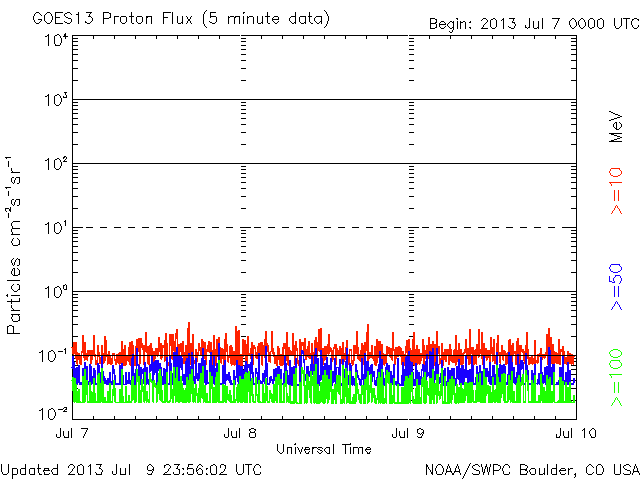 GOES13 Proton Flux (5 minute data)
Begin: 2013 Jul 7 0000 UTC
Particles cm⁻²s⁻¹sr⁻¹
10⁴
10³
10²
10¹
10⁰
10⁻¹
10⁻²
MeV
>=10
>=50
>=100
Jul 7
Jul 8
Jul 9
Jul 10
Universal Time
Updated 2013 Jul 9 23:56:02 UTC
NOAA/SWPC Boulder, CO USA